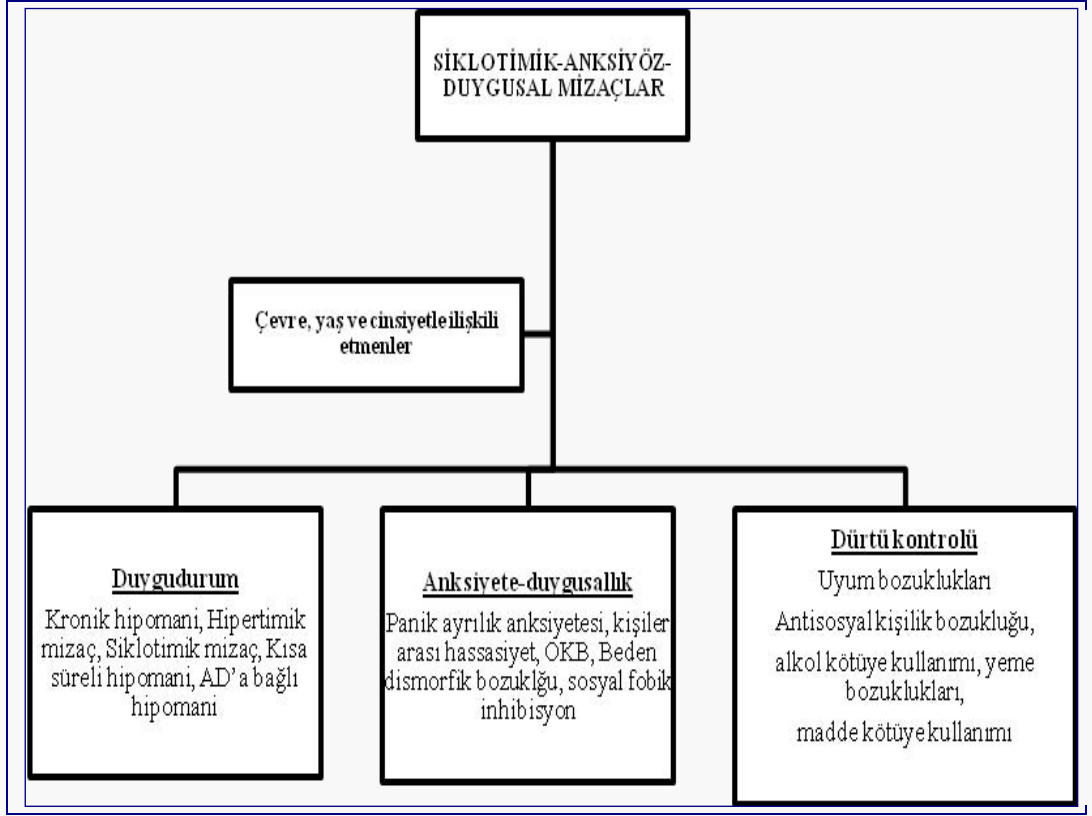 SİKLOTİMİK-ANKSİYÖZ-
DUYGUSAL MİZAÇLAR
Çevre, yaş ve cinsiyetle ilişkili
etmenler
Duygudurum
Kronik hipomani, Hipertimik
mizaç, Siklotimik mizaç, Kısa
süreli hipomani, AD’a bağlı
hipomani
Anksiyete-duygusallık
Panik ayrılık anksiyetesi, kişiler
arası hassasiyet, OKB, Beden
dismorfik bozuklğu, sosyal fobik
inhibisyon
Dürtü kontrolü
Uyum bozuklukları
Antisosyal kişilik bozukluğu,
alkol kötüye kullanımı, yeme
bozuklukları,
madde kötüye kullanımı